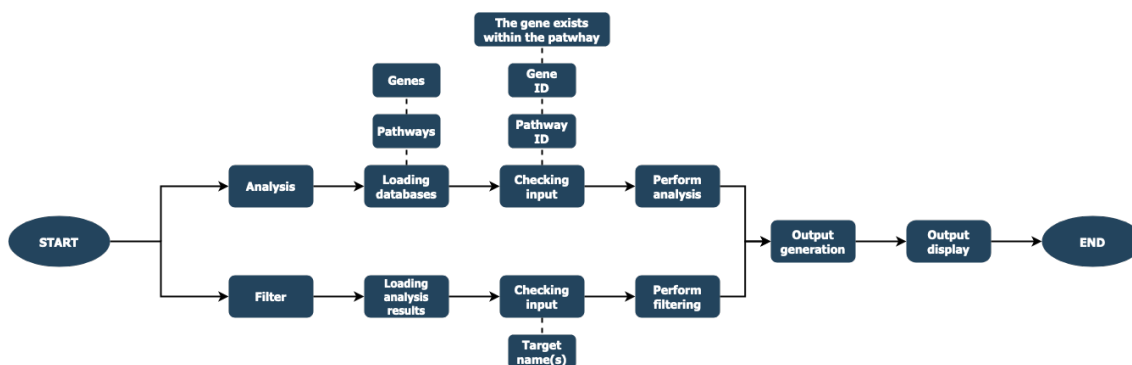 The gene exists
within the patwhay
Genes
Gene
ID
Pathways
Pathway
ID
Analysis
Loading
databases
Checking
input
Perform
analysis
START
Output
generation
Output
display
END
Filter
Loading
analysis
results
Checking
input
Perform
filtering
Target
name(s)